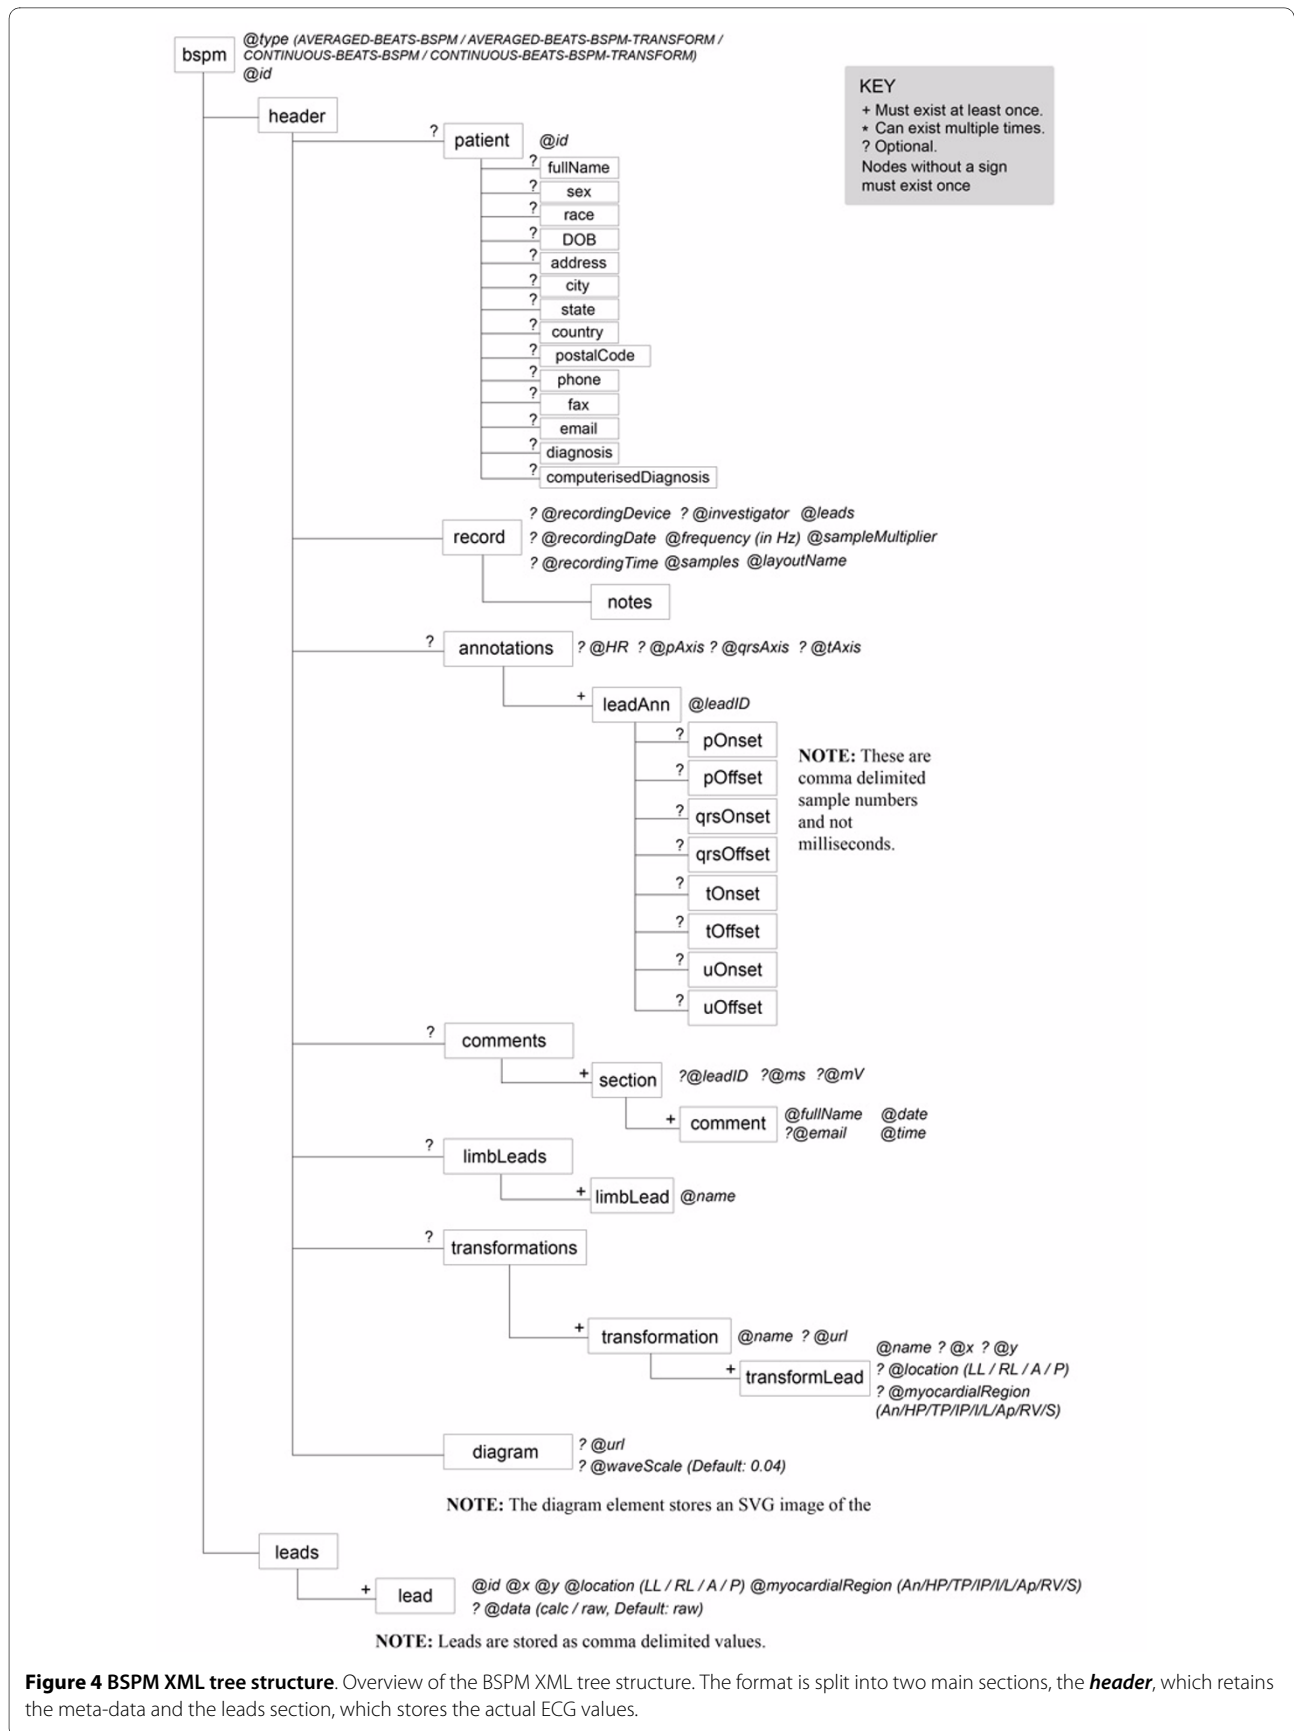 bspm
@type (AVERAGED-BEATS-BSPM / AVERAGED-BEATS-BSPM-TRANSFORM /
CONTINUOUS-BEATS-BSPM / CONTINUOUS-BEATS-BSPM-TRANSFORM)
@id
KEY
+ Must exist at least once.
* Can exist multiple times.
? Optional.
Nodes without a sign
must exist once
header
? patient @id
? fullName
? sex
? race
? DOB
? address
? city
? state
? country
? postalCode
? phone
? fax
? email
? diagnosis
? computerisedDiagnosis
record
? @recordingDevice ? @investigator @leads
? @recordingDate @frequency (in Hz) @sampleMultiplier
? @recordingTime @samples @layoutName
notes
? annotations ? @HR ? @pAxis ? @qrsAxis ? @tAxis
+ leadAnn @leadID
? pOnset
? pOffset
? qrsOnset
? qrsOffset
? tOnset
? tOffset
? uOnset
? uOffset
NOTE: These are
comma delimited
sample numbers
and not
milliseconds.
? comments
+ section ?@leadID ?@ms ?@mV
+ comment @fullName @date
?@email @time
? limbLeads
+ limbLead @name
? transformations
+ transformation @name ? @url
+ transformLead @name ? @x ? @y
? @location (LL / RL / A / P)
? @myocardialRegion
(An/HP/TP/IP/I/L/Ap/RV/S)
diagram ? @url
? @waveScale (Default: 0.04)
NOTE: The diagram element stores an SVG image of the
leads
+ lead @id @x @y @location (LL / RL / A / P) @myocardialRegion (An/HP/TP/IP/I/L/Ap/RV/S)
? @data (calc / raw, Default: raw)
NOTE: Leads are stored as comma delimited values.
Figure 4 BSPM XML tree structure. Overview of the BSPM XML tree structure. The format is split into two main sections, the header, which retains
the meta-data and the leads section, which stores the actual ECG values.